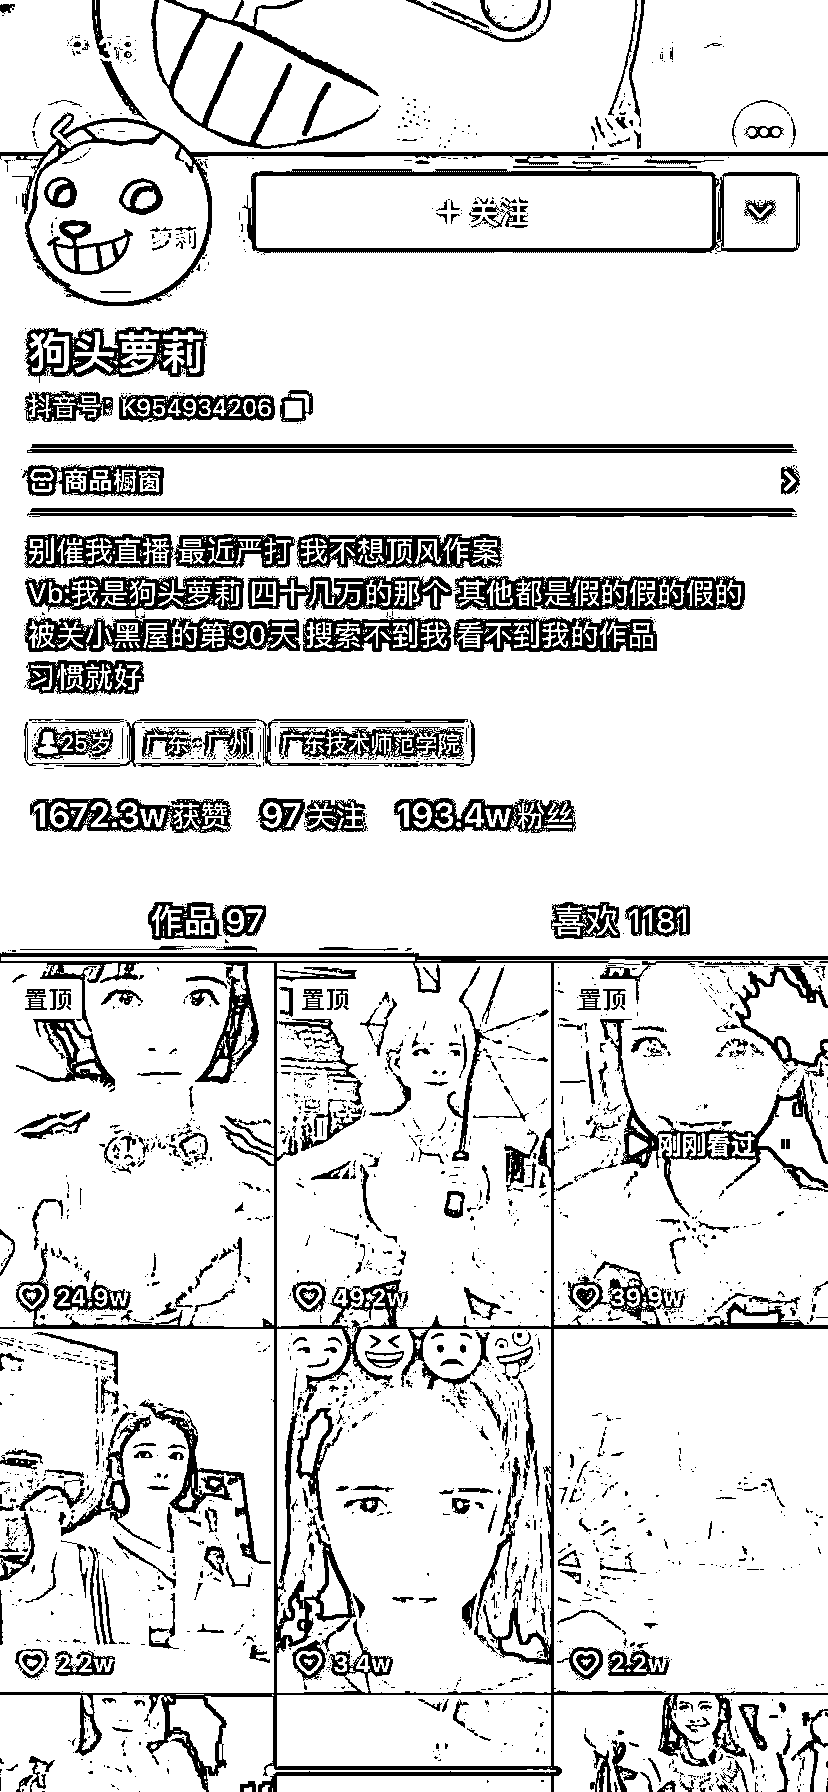 38
萝莉
+ 关注
狗头萝莉
抖音号: K954934206
商品橱窗
别催我直播 最近严打 我不想顶风作案
Vb:我是狗头萝莉 四十几万的那个 其他都是假的假的假的
被关小黑屋的第90天 搜索不到我 看不到我的作品
习惯就好
25岁 广东·广州 广东技术师范学院
1672.3w获赞 97关注 193.4w粉丝
作品 97 喜欢 1181
置顶 置顶 置顶
刚刚看过
24.9w 49.2w 39.9w
2.2w 3.4w 2.2w